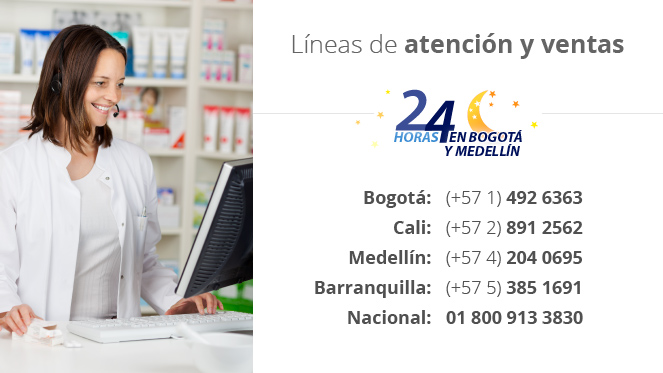 Líneas de atención y ventas
24
HORAS EN BOGOTÁ
Y MEDELLÍN
Bogotá: (+57 1) 492 6363
Cali: (+57 2) 891 2562
Medellín: (+57 4) 204 0695
Barranquilla: (+57 5) 385 1691
Nacional: 01 800 913 3830